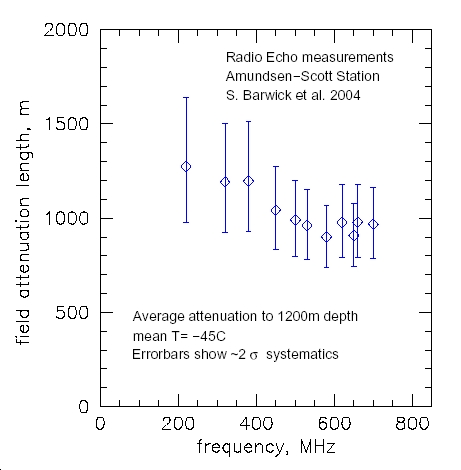 2000
1500
1000
500
0
field attenuation length, m
Radio Echo measurements
Amundsen−Scott Station
S. Barwick et al. 2004
Average attenuation to 1200m depth
mean T= −45C
Errorbars show ~2 σ systematics
0 200 400 600 800
frequency, MHz